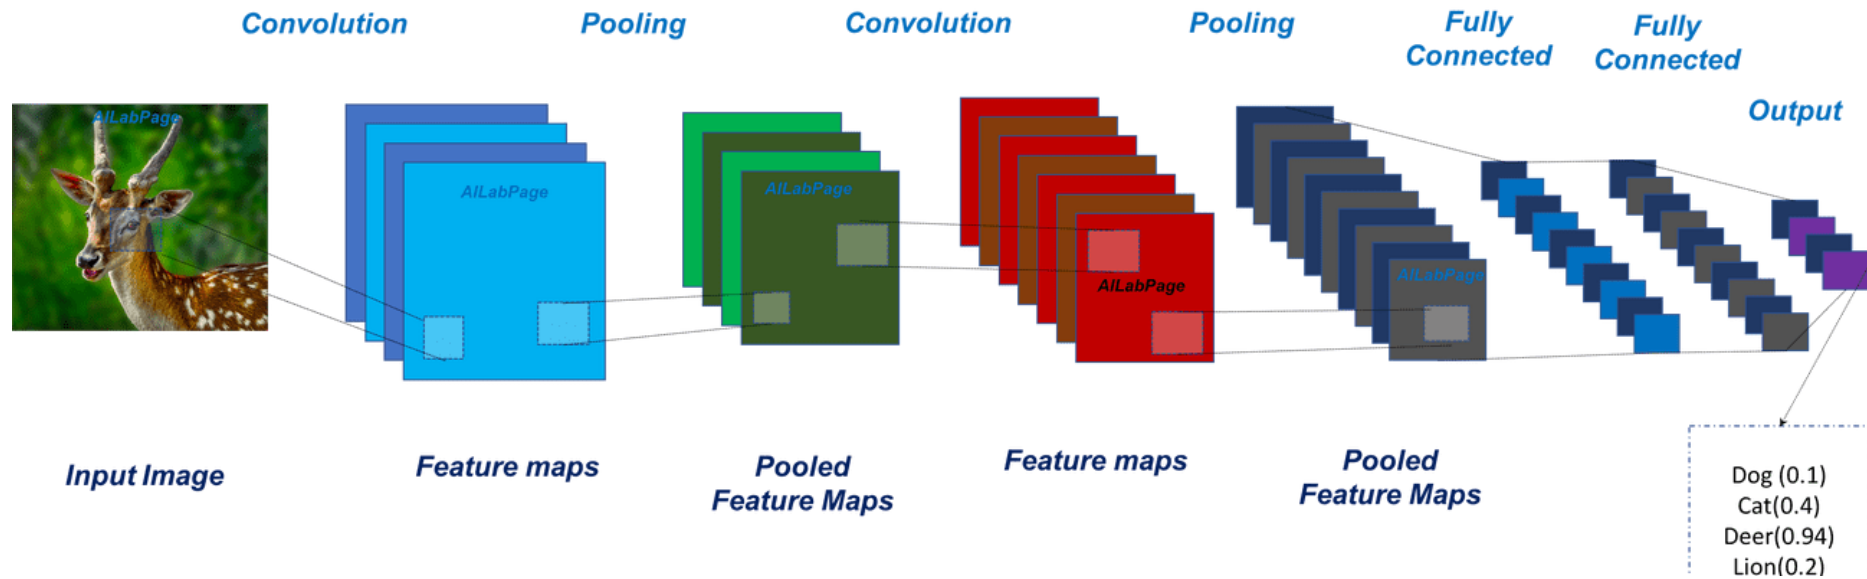 Convolution
Pooling
Convolution
Pooling
Fully
Connected
Fully
Connected
Output
AILabPage
AILabPage
AILabPage
AILabPage
AILabPage
Input Image
Feature maps
Pooled
Feature Maps
Feature maps
Pooled
Feature Maps
Dog (0.1)
Cat(0.4)
Deer(0.94)
Lion(0.2)